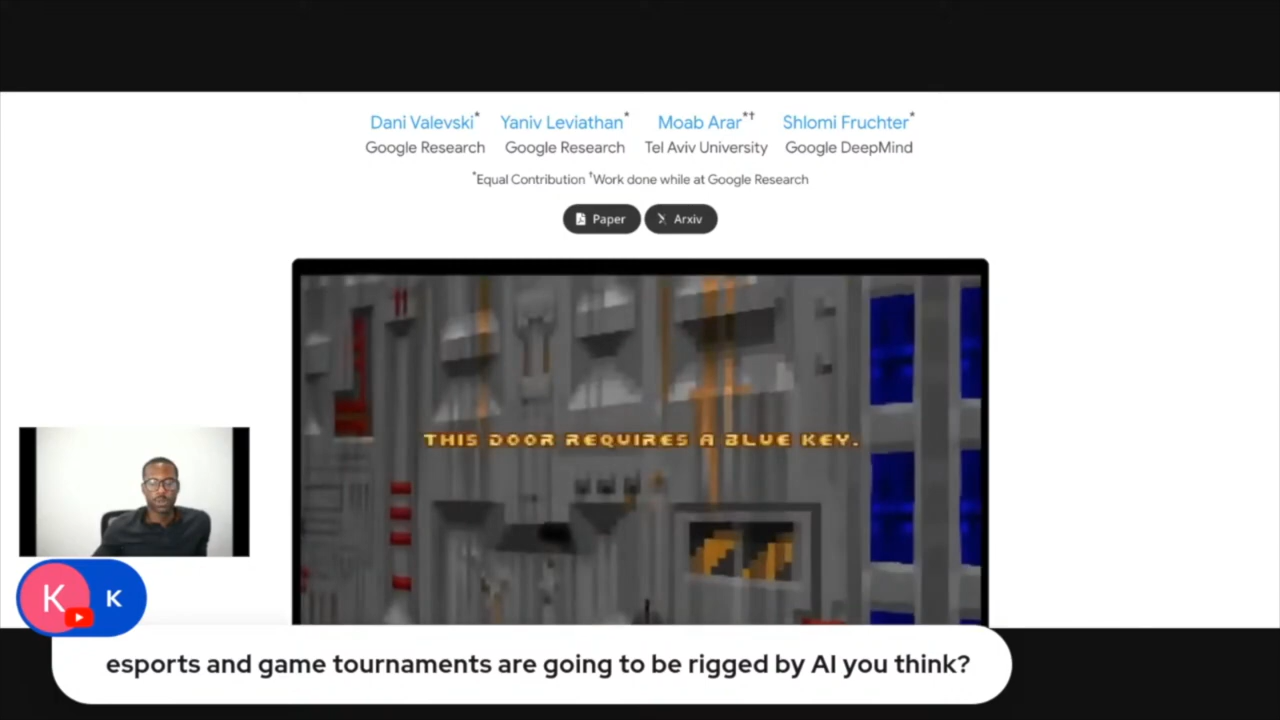 Dani Valevski* Yaniv Leviathan* Moab Arar*† Shlomi Fruchter*
Google Research Google Research Tel Aviv University Google DeepMind
*Equal Contribution †Work done while at Google Research
Paper Arxiv
THIS DOOR REQUIRES A BLUE KEY.
K K
esports and game tournaments are going to be rigged by AI you think?